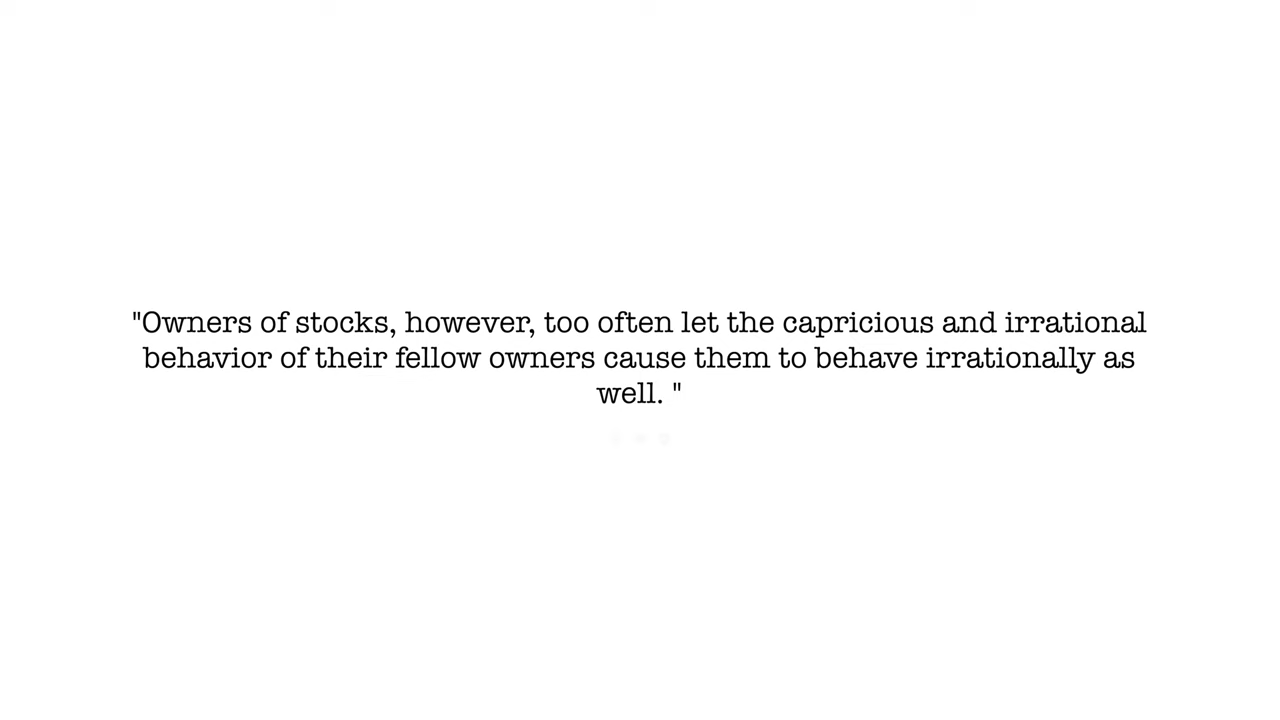 "Owners of stocks, however, too often let the capricious and irrational
behavior of their fellow owners cause them to behave irrationally as
well. "